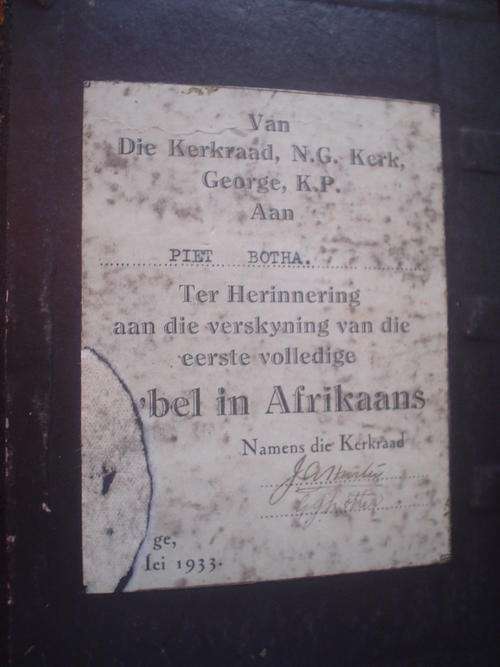 Van
Die Kerkraad, N.G. Kerk,
George, K.P.
Aan
PIET BOTHA.
Ter Herinnering
aan die verskyning van die
eerste volledige
bel in Afrikaans
Namens die Kerkraad
ge,
ei 1933.